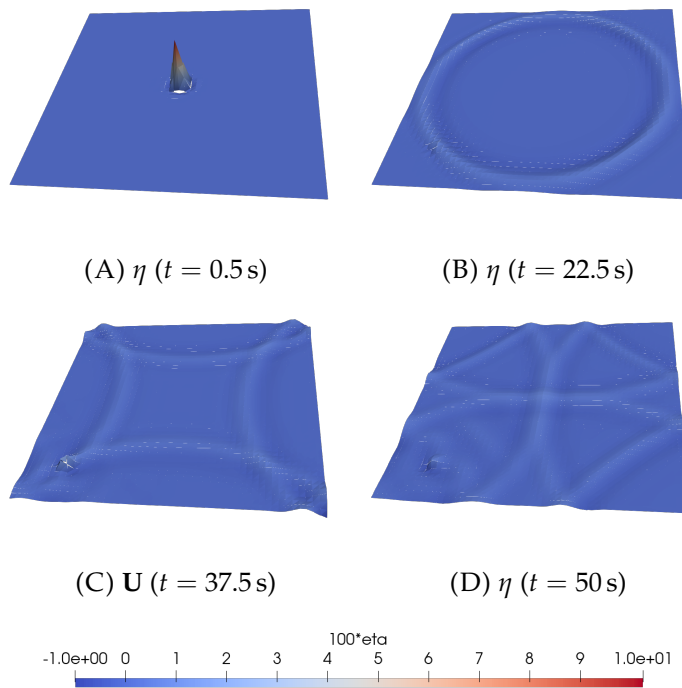 (A) η (t = 0.5 s)
(B) η (t = 22.5 s)
(C) U (t = 37.5 s)
(D) η (t = 50 s)
100*eta
-1.0e+00 0 1 2 3 4 5 6 7 8 9 1.0e+01